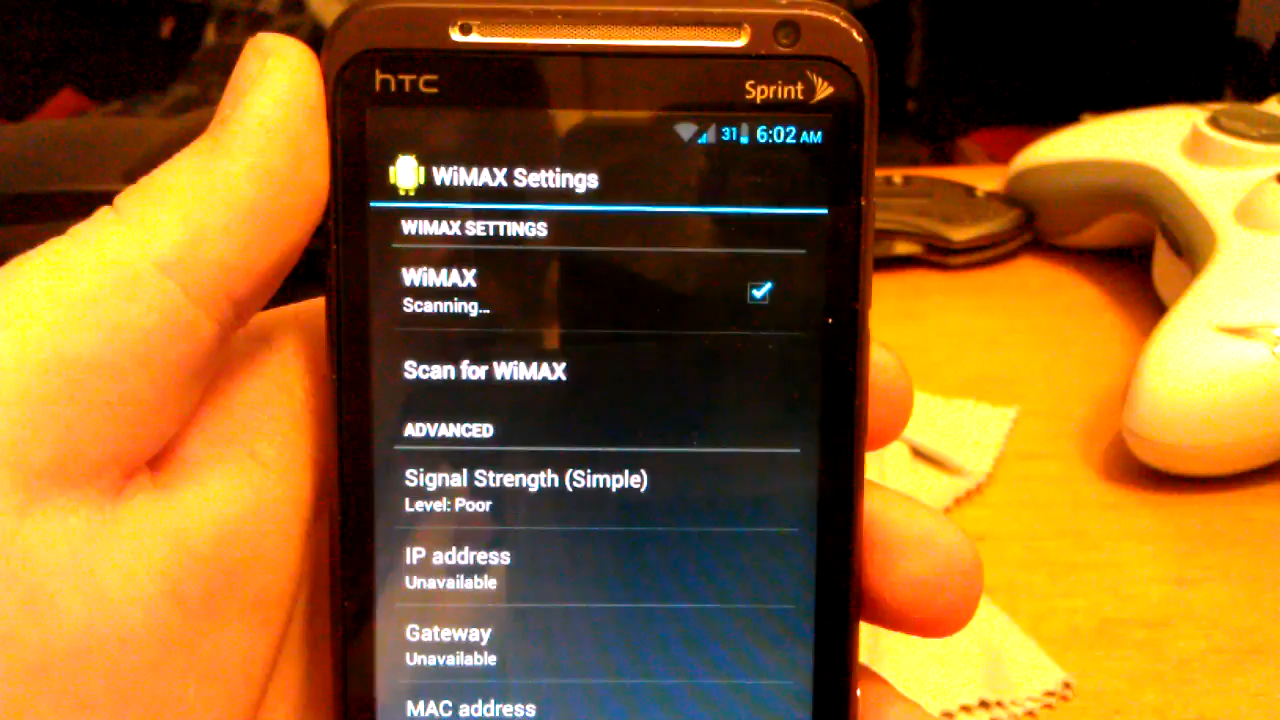 hTC
Sprint
31 6:02 AM
WiMAX Settings
WIMAX SETTINGS
WiMAX
Scanning...
Scan for WiMAX
ADVANCED
Signal Strength (Simple)
Level: Poor
IP address
Unavailable
Gateway
Unavailable
MAC address